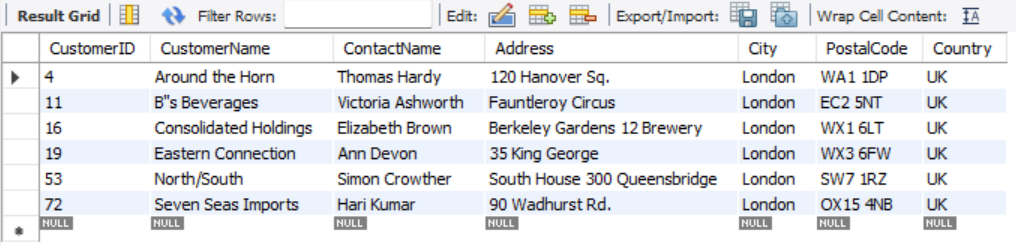 Result Grid Filter Rows: Edit: Export/Import: Wrap Cell Content: IA
CustomerID CustomerName ContactName Address City PostalCode Country
4 Around the Horn Thomas Hardy 120 Hanover Sq. London WA1 1DP UK
11 B"s Beverages Victoria Ashworth Fauntleroy Circus London EC2 5NT UK
16 Consolidated Holdings Elizabeth Brown Berkeley Gardens 12 Brewery London WX1 6LT UK
19 Eastern Connection Ann Devon 35 King George London WX3 6FW UK
53 North/South Simon Crowther South House 300 Queensbridge London SW7 1RZ UK
72 Seven Seas Imports Hari Kumar 90 Wadhurst Rd. London OX15 4NB UK
NULL NULL NULL NULL NULL NULL NULL